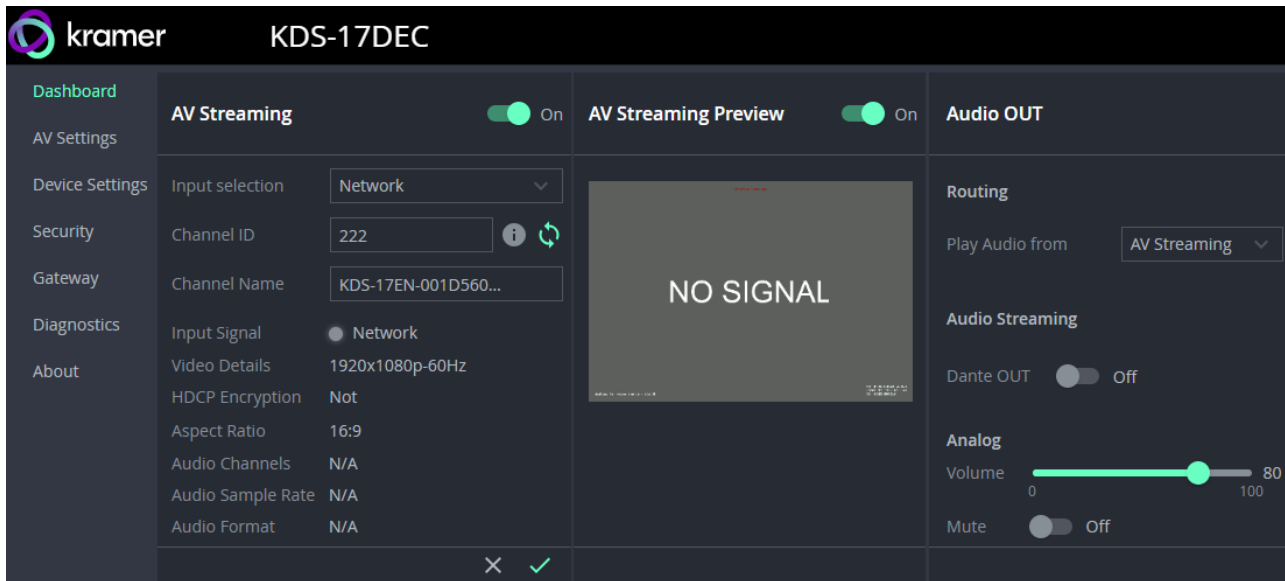 kramer KDS-17DEC
Dashboard
AV Settings
Device Settings
Security
Gateway
Diagnostics
About
AV Streaming On
Input selection Network
Channel ID 222
Channel Name KDS-17EN-001D560...
Input Signal Network
Video Details 1920x1080p-60Hz
HDCP Encryption Not
Aspect Ratio 16:9
Audio Channels N/A
Audio Sample Rate N/A
Audio Format N/A
AV Streaming Preview On
NO SIGNAL
Audio OUT
Routing
Play Audio from AV Streaming
Audio Streaming
Dante OUT Off
Analog
Volume 80
0 100
Mute Off